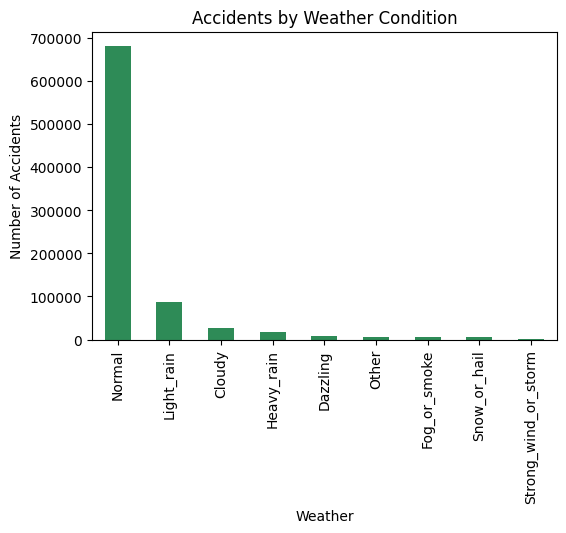 Accidents by Weather Condition
Number of Accidents
700000
600000
500000
400000
300000
200000
100000
0
Normal
Light_rain
Cloudy
Heavy_rain
Dazzling
Other
Fog_or_smoke
Snow_or_hail
Strong_wind_or_storm
Weather